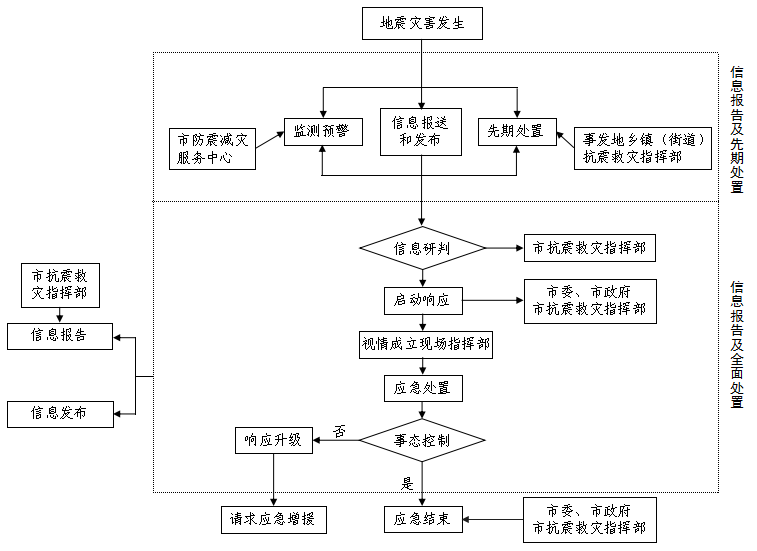 地震灾害发生
信息报告及先期处置
市防震减灾
服务中心
监测预警
信息报送
和发布
先期处置
事发地乡镇（街道）
抗震救灾指挥部
信息研判
市抗震救灾指挥部
市抗震救
灾指挥部
启动响应
市委、市政府
市抗震救灾指挥部
信息报告及全面处置
信息报告
视情成立现场指挥部
应急处置
信息发布
响应升级
否
事态控制
是
请求应急增援
应急结束
市委、市政府
市抗震救灾指挥部